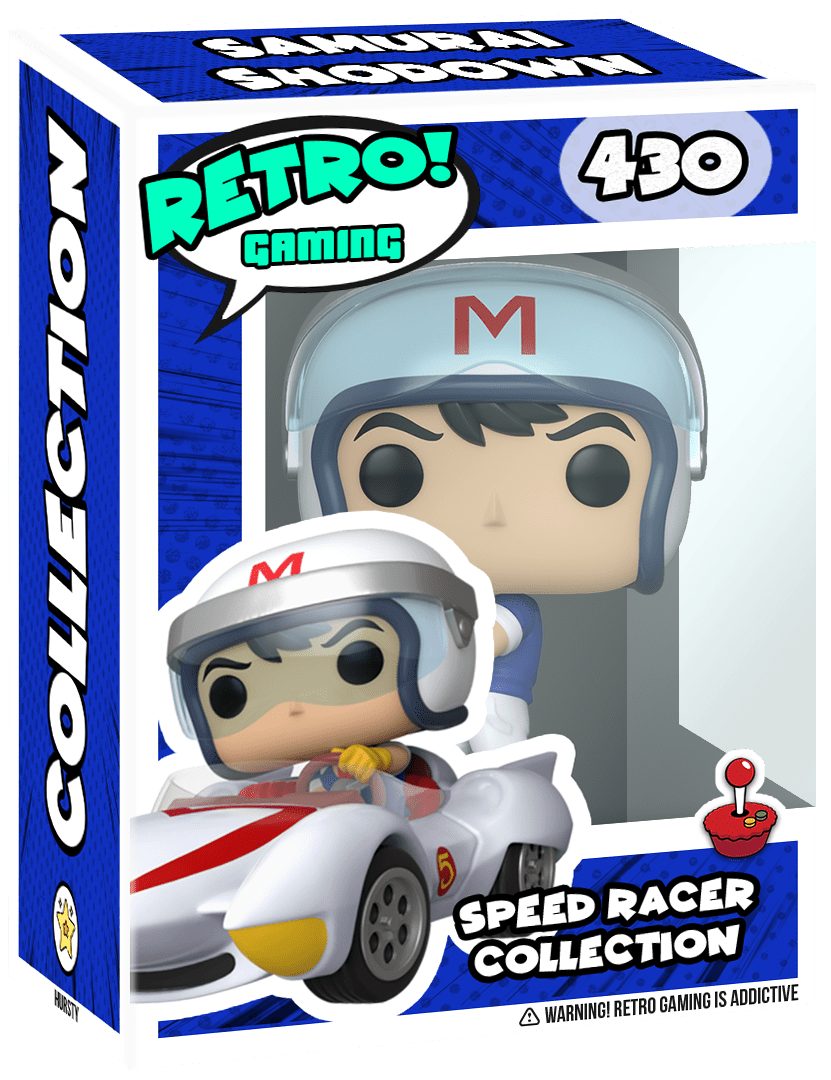 SAMURAI
SHODOWN
RETRO!
GAMING
430
COLLECTION
M
M
5
SPEED RACER
COLLECTION
WARNING! RETRO GAMING IS ADDICTIVE
HURSTY